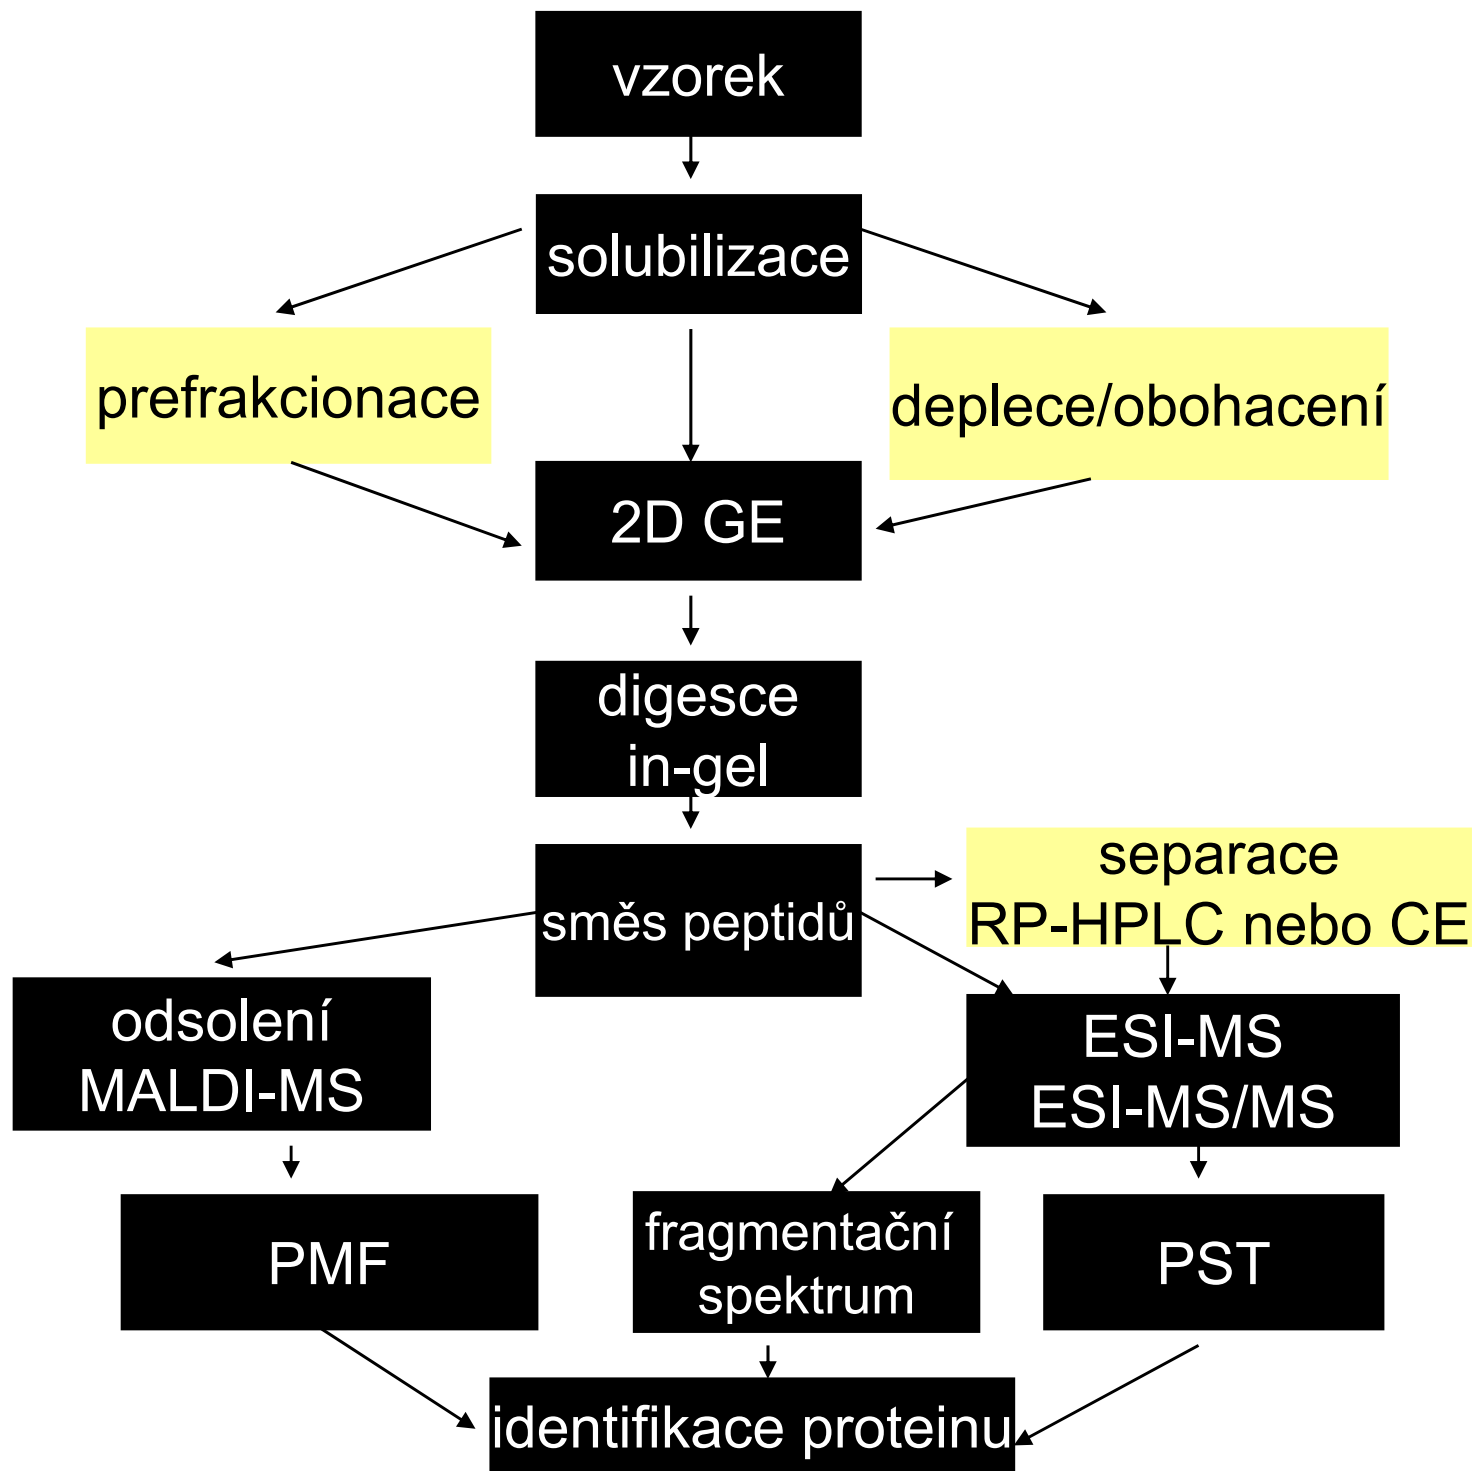 vzorek
solubilizace
prefrakcionace
deplece/obohacení
2D GE
digesce
in-gel
směs peptidů
separace
RP-HPLC nebo CE
odsolení
MALDI-MS
ESI-MS
ESI-MS/MS
PMF
fragmentační
spektrum
PST
identifikace proteinu